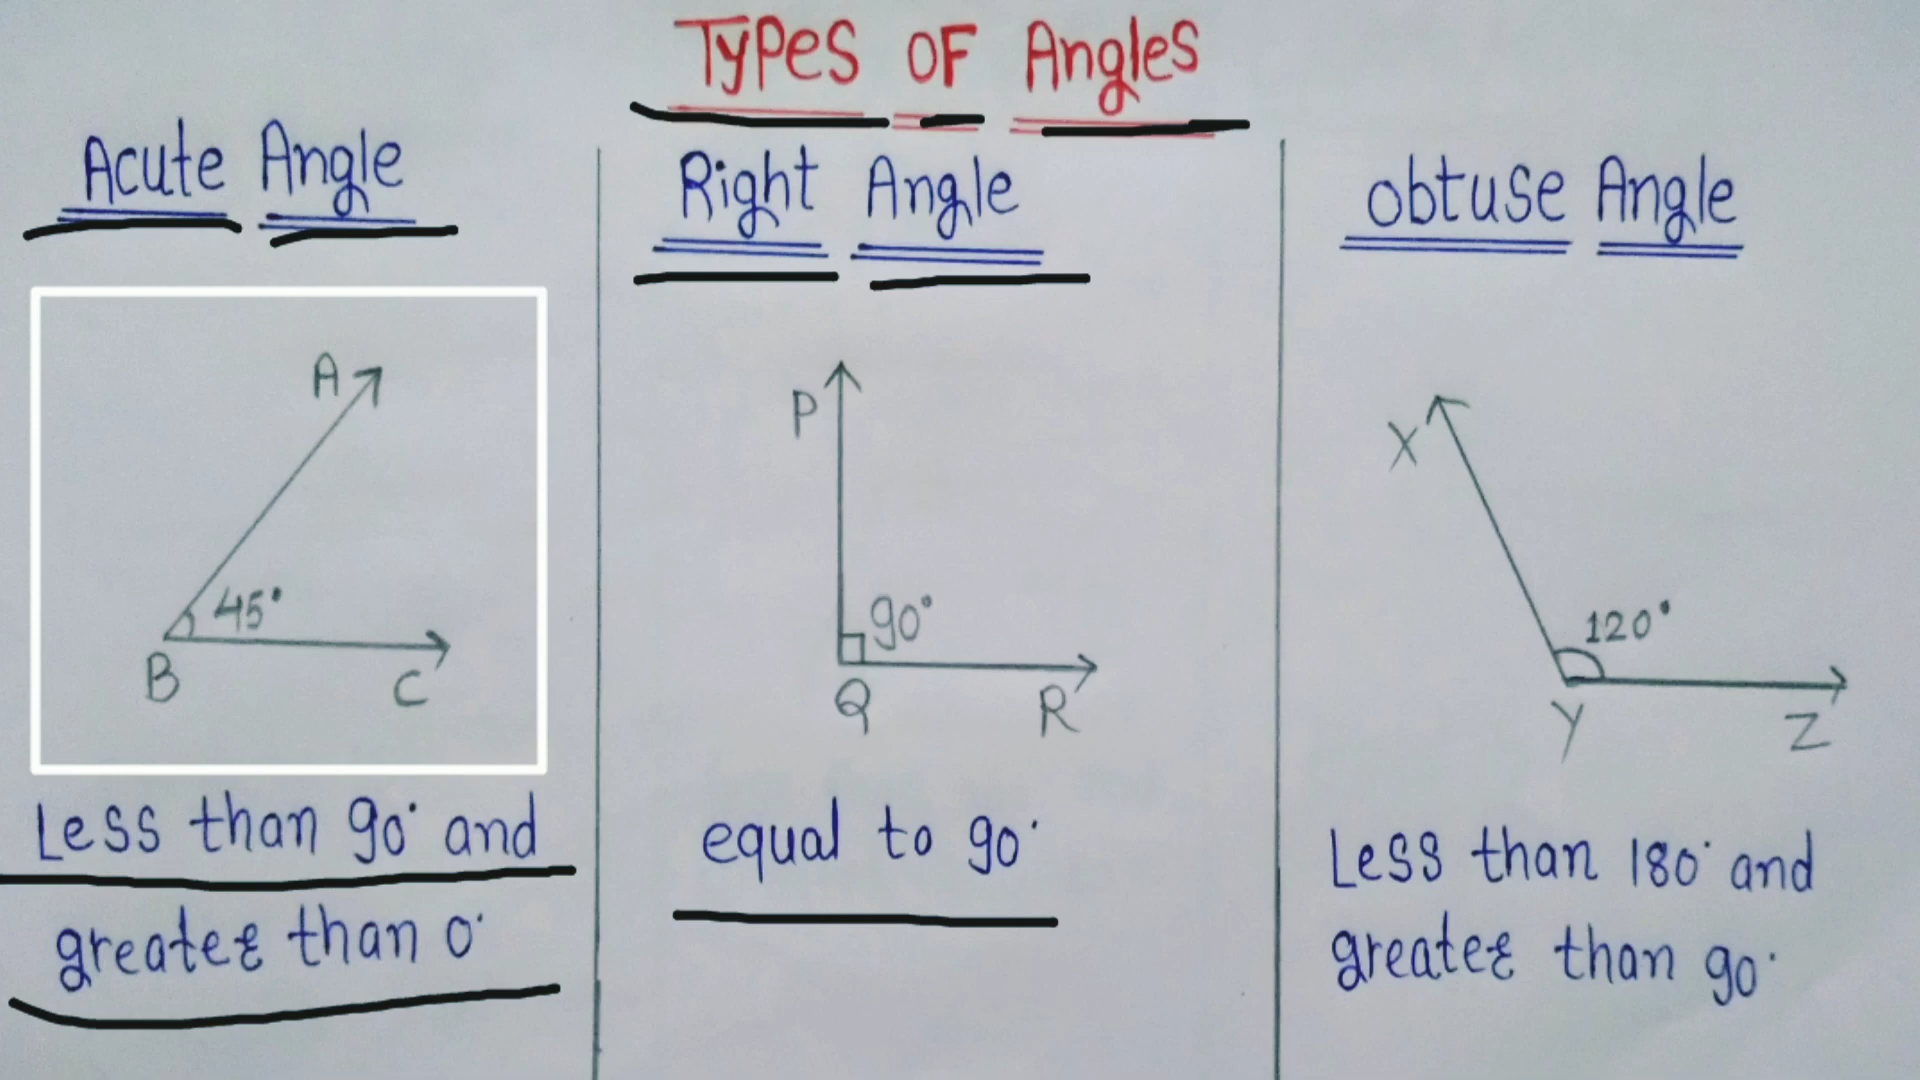 Types OF Angles
Acute Angle
A
45°
B
C
Less than 90° and
greater than 0°
Right Angle
P
90°
Q
R
equal to 90°
obtuse Angle
X
120°
Y
Z
Less than 180° and
greater than 90°